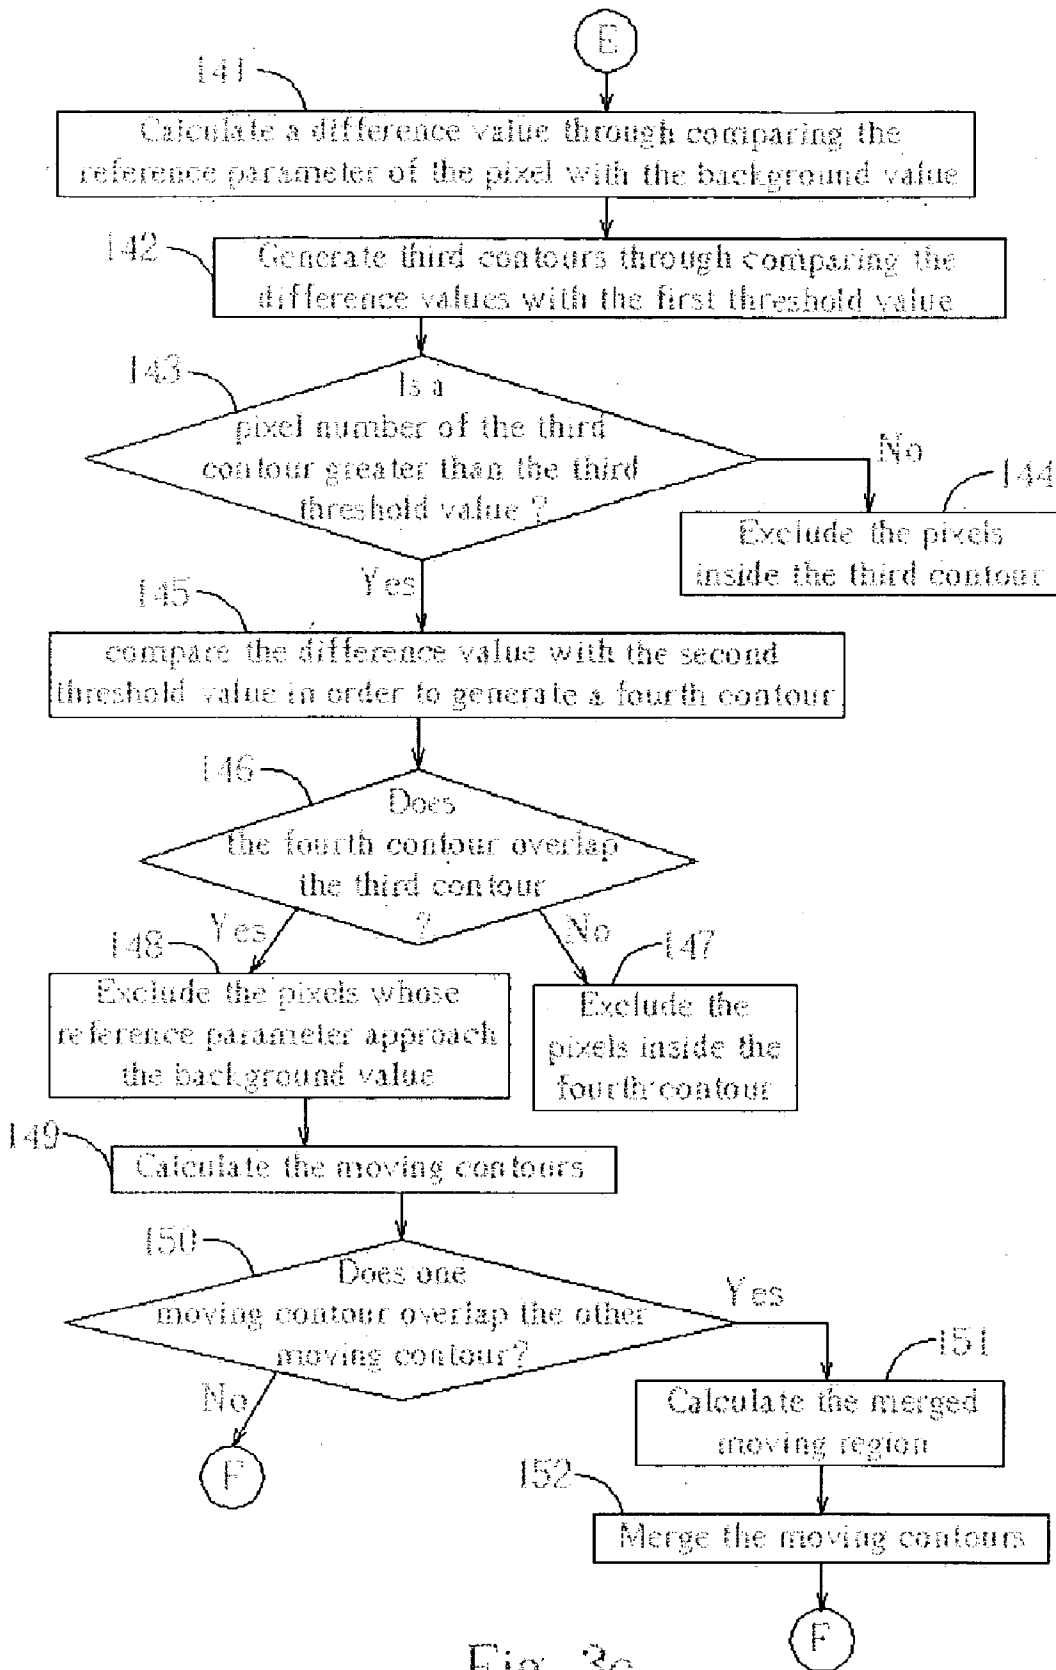 E
141
Calculate a difference value through comparing the
reference parameter of the pixel with the background value
142
Generate third contours through comparing the
difference values with the first threshold value
143
Is a
pixel number of the third
contour greater than the third
threshold value ?
No
144
Exclude the pixels
inside the third contour
Yes
145
compare the difference value with the second
threshold value in order to generate a fourth contour
146
Does
the fourth contour overlap
the third contour
?
Yes
No
148
147
Exclude the pixels whose
reference parameter approach
the background value
Exclude the
pixels inside the
fourth contour
149
Calculate the moving contours
150
Does one
moving contour overlap the other
moving contour?
Yes
No
151
Calculate the merged
moving region
F
152
Merge the moving contours
F
Fig. 3e